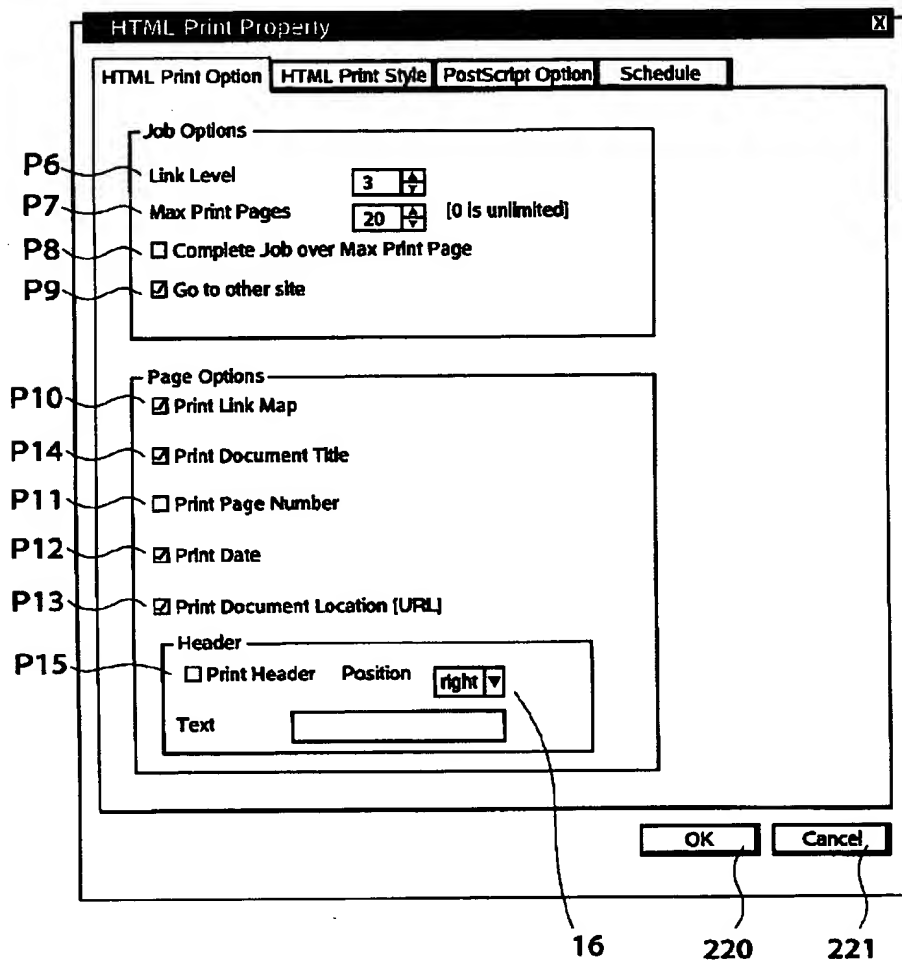 HTML Print Property X
HTML Print Option HTML Print Style PostScript Option Schedule
Job Options
P6 Link Level 3
P7 Max Print Pages 20 [0 is unlimited]
P8 Complete Job over Max Print Page
P9 Go to other site
Page Options
P10 Print Link Map
P14 Print Document Title
P11 Print Page Number
P12 Print Date
P13 Print Document Location [URL]
Header
P15 Print Header Position right
Text
OK Cancel
16 220 221